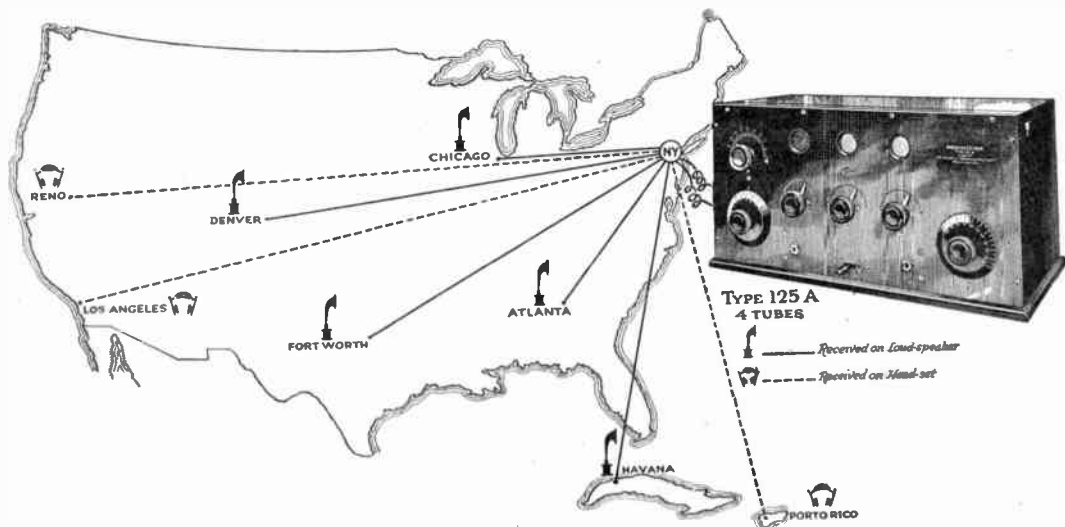 CHICAGO
NY
RENO
DENVER
LOS ANGELES
FORT WORTH
ATLANTA
HAVANA
PORTO RICO
TYPE 125 A
4 TUBES
Received on Loud-speaker
Received on Head-set